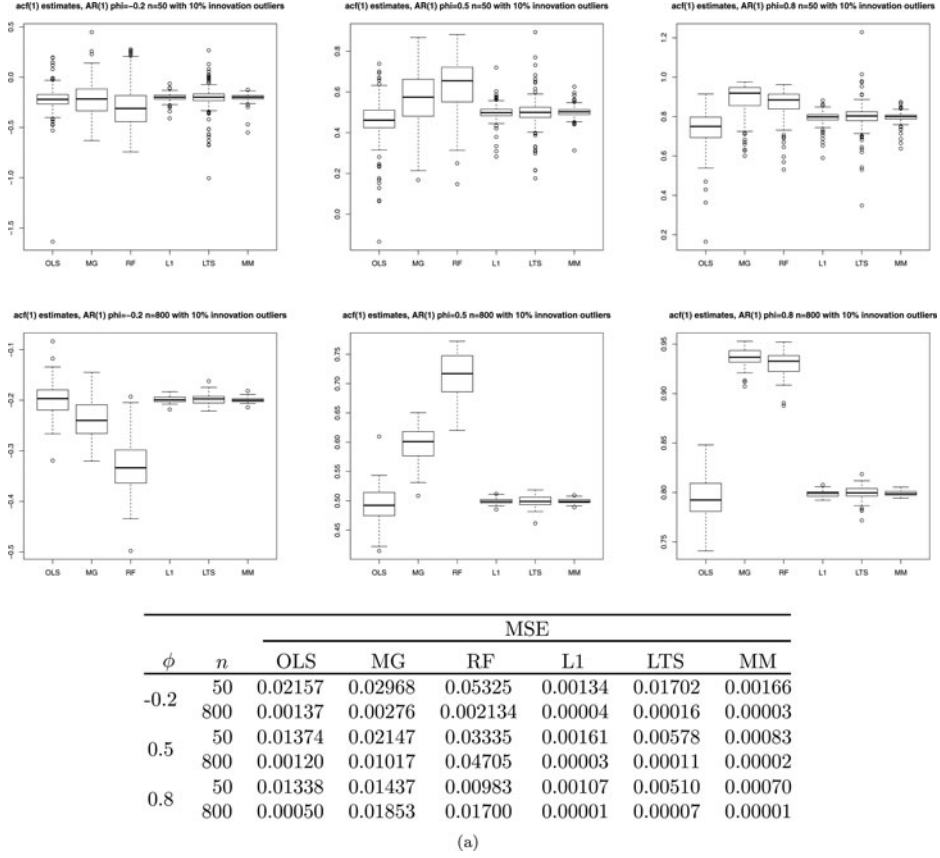 acf(1) estimates, AR(1) phi=−0.2 n=50 with 10% innovation outliers
0.5
0.0
−0.5
−1.0
−1.5
OLS MG RF L1 LTS MM
acf(1) estimates, AR(1) phi=0.5 n=50 with 10% innovation outliers
0.8
0.6
0.4
0.2
0.0
OLS MG RF L1 LTS MM
acf(1) estimates, AR(1) phi=0.8 n=50 with 10% innovation outliers
1.2
1.0
0.8
0.6
0.4
0.2
OLS MG RF L1 LTS MM
acf(1) estimates, AR(1) phi=−0.2 n=800 with 10% innovation outliers
−0.1
−0.2
−0.3
−0.4
−0.5
OLS MG RF L1 LTS MM
acf(1) estimates, AR(1) phi=0.5 n=800 with 10% innovation outliers
0.75
0.70
0.65
0.60
0.55
0.50
0.45
OLS MG RF L1 LTS MM
acf(1) estimates, AR(1) phi=0.8 n=800 with 10% innovation outliers
0.95
0.90
0.85
0.80
0.75
OLS MG RF L1 LTS MM
MSE
ϕ n OLS MG RF L1 LTS MM
-0.2 50 0.02157 0.02968 0.05325 0.00134 0.01702 0.00166
800 0.00137 0.00276 0.002134 0.00004 0.00016 0.00003
0.5 50 0.01374 0.02147 0.03335 0.00161 0.00578 0.00083
800 0.00120 0.01017 0.04705 0.00003 0.00011 0.00002
0.8 50 0.01338 0.01437 0.00983 0.00107 0.00510 0.00070
800 0.00050 0.01853 0.01700 0.00001 0.00007 0.00001
(a)